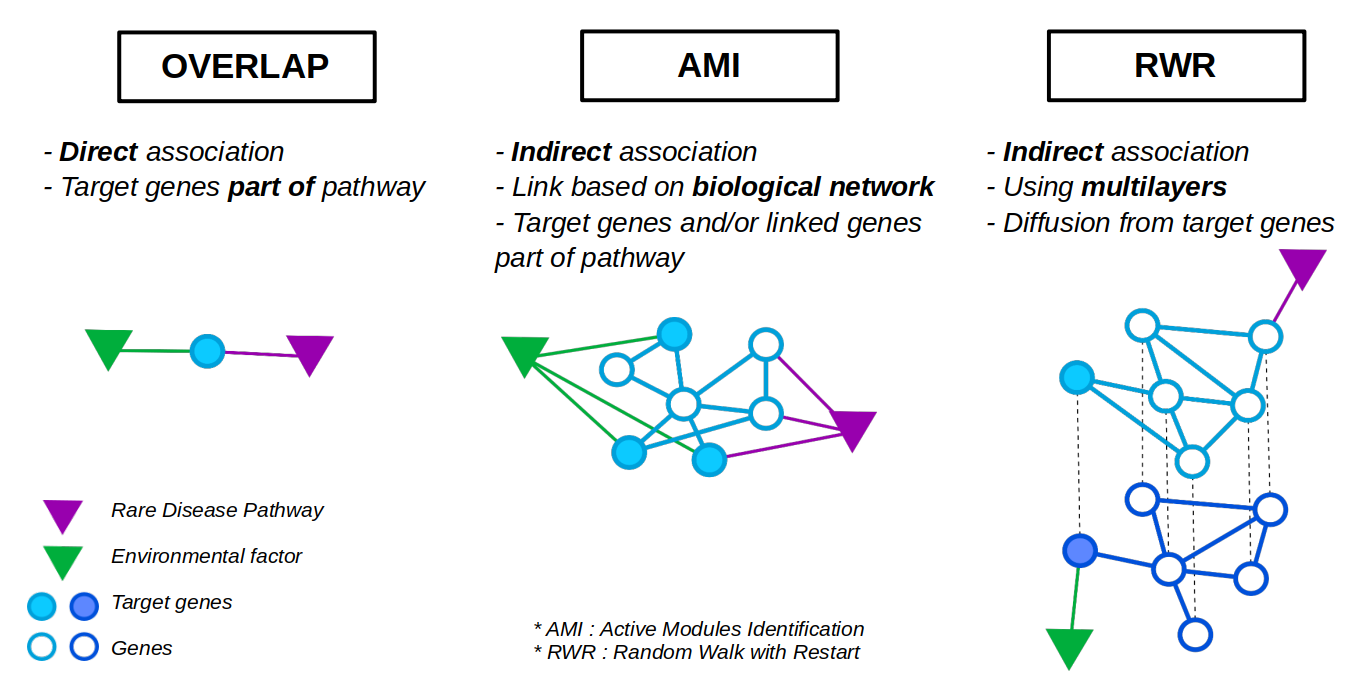 OVERLAP
- Direct association
- Target genes part of pathway
AMI
- Indirect association
- Link based on biological network
- Target genes and/or linked genes
part of pathway
RWR
- Indirect association
- Using multilayers
- Diffusion from target genes
Rare Disease Pathway
Environmental factor
Target genes
Genes
* AMI : Active Modules Identification
* RWR : Random Walk with Restart